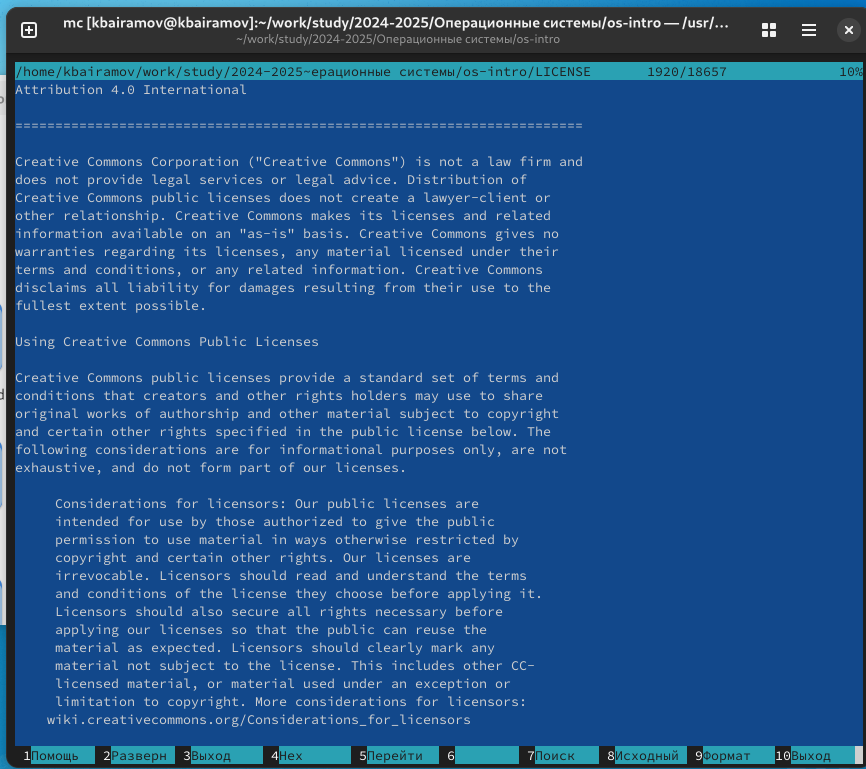 mc [kbairamov@kbairamov]:~/work/study/2024-2025/Операционные системы/os-intro — /usr/...
~/work/study/2024-2025/Операционные системы/os-intro
/home/kbairamov/work/study/2024-2025~ерационные системы/os-intro/LICENSE 1920/18657 10%
Attribution 4.0 International
=======================================================================
Creative Commons Corporation ("Creative Commons") is not a law firm and
does not provide legal services or legal advice. Distribution of
Creative Commons public licenses does not create a lawyer-client or
other relationship. Creative Commons makes its licenses and related
information available on an "as-is" basis. Creative Commons gives no
warranties regarding its licenses, any material licensed under their
terms and conditions, or any related information. Creative Commons
disclaims all liability for damages resulting from their use to the
fullest extent possible.
Using Creative Commons Public Licenses
Creative Commons public licenses provide a standard set of terms and
conditions that creators and other rights holders may use to share
original works of authorship and other material subject to copyright
and certain other rights specified in the public license below. The
following considerations are for informational purposes only, are not
exhaustive, and do not form part of our licenses.
Considerations for licensors: Our public licenses are
intended for use by those authorized to give the public
permission to use material in ways otherwise restricted by
copyright and certain other rights. Our licenses are
irrevocable. Licensors should read and understand the terms
and conditions of the license they choose before applying it.
Licensors should also secure all rights necessary before
applying our licenses so that the public can reuse the
material as expected. Licensors should clearly mark any
material not subject to the license. This includes other CC-
licensed material, or material used under an exception or
limitation to copyright. More considerations for licensors:
wiki.creativecommons.org/Considerations_for_licensors
1Помощь 2Разверн 3Выход 4Hex 5Перейти 6 7Поиск 8Исходный 9Формат 10Выход